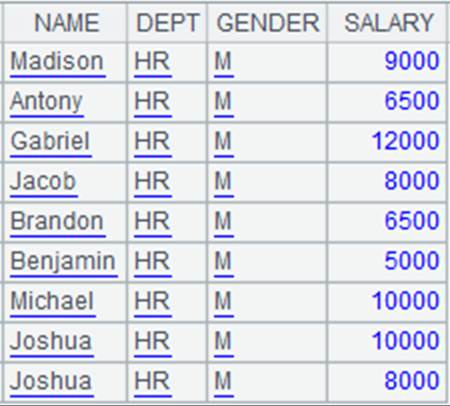 NAME DEPT GENDER SALARY
Madison HR M 9000
Antony HR M 6500
Gabriel HR M 12000
Jacob HR M 8000
Brandon HR M 6500
Benjamin HR M 5000
Michael HR M 10000
Joshua HR M 10000
Joshua HR M 8000